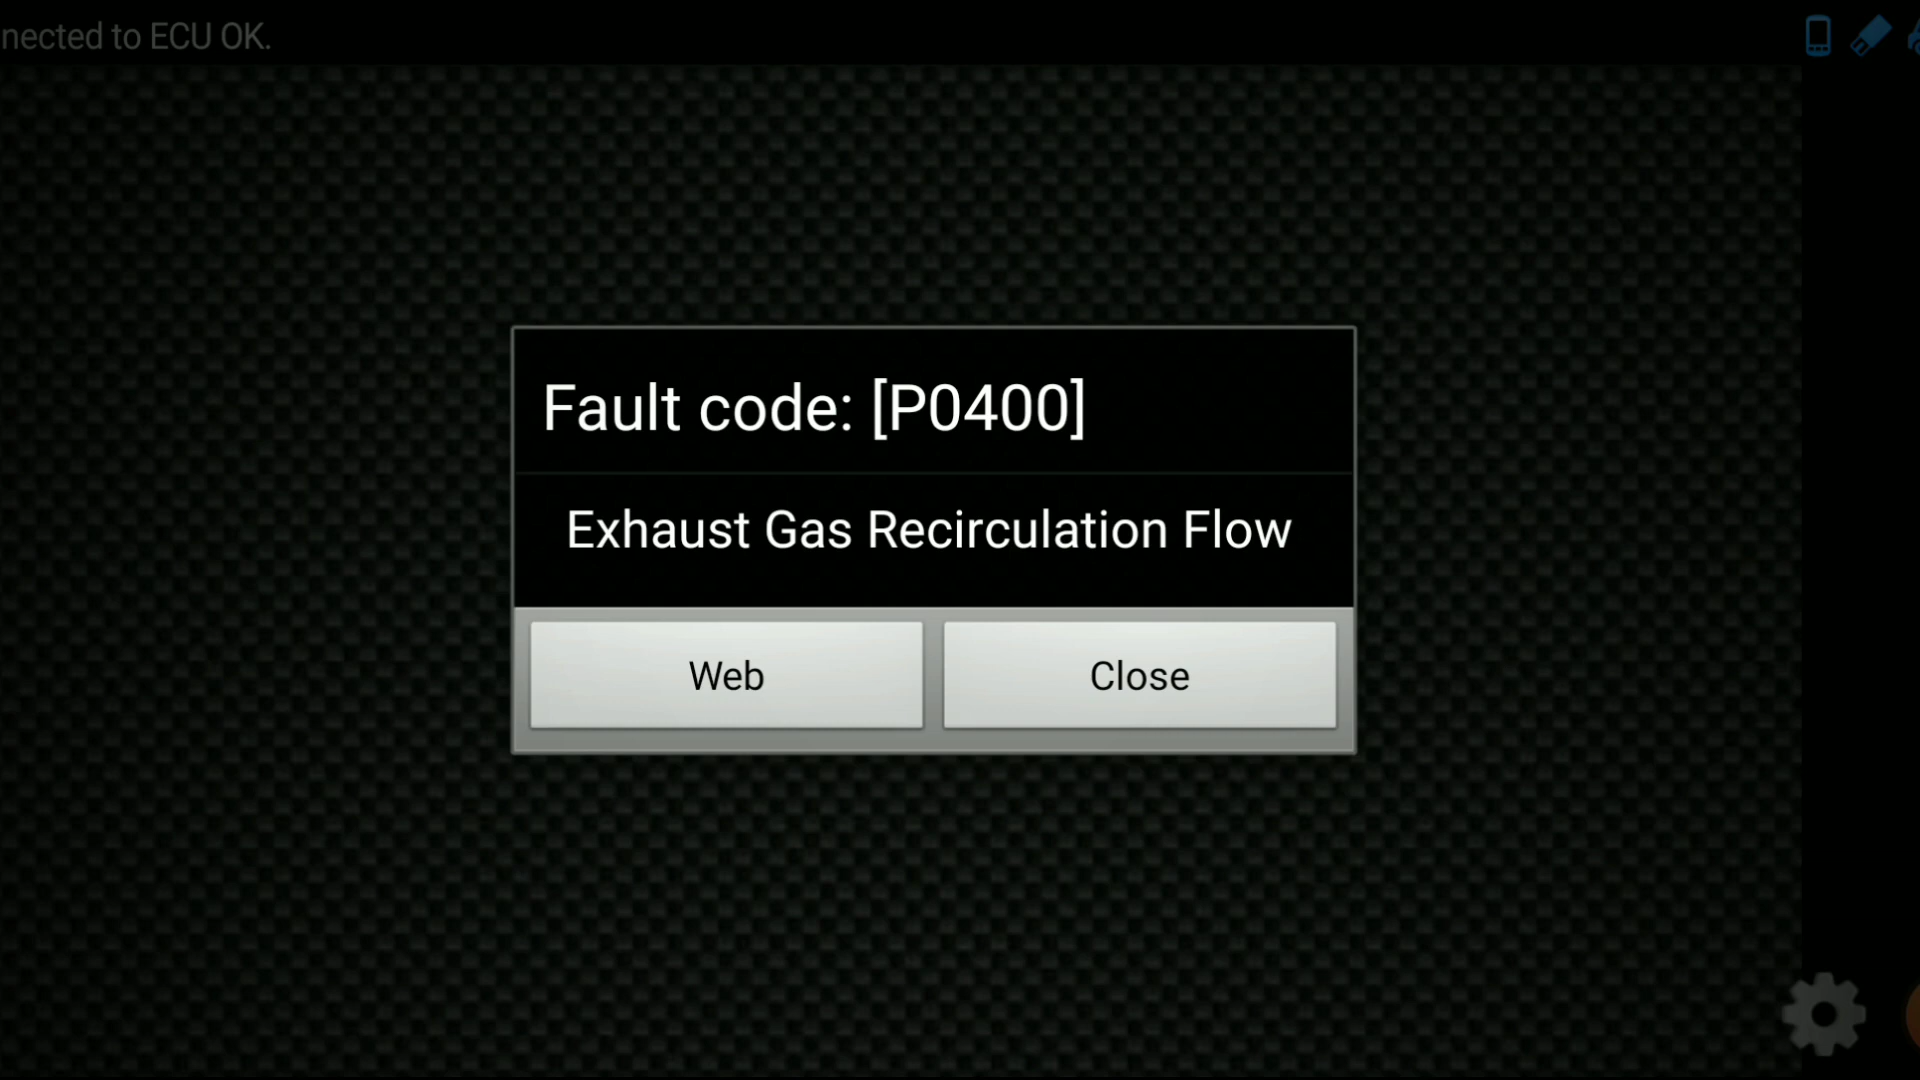 nected to ECU OK.
Fault code: [P0400]
Exhaust Gas Recirculation Flow
Web
Close